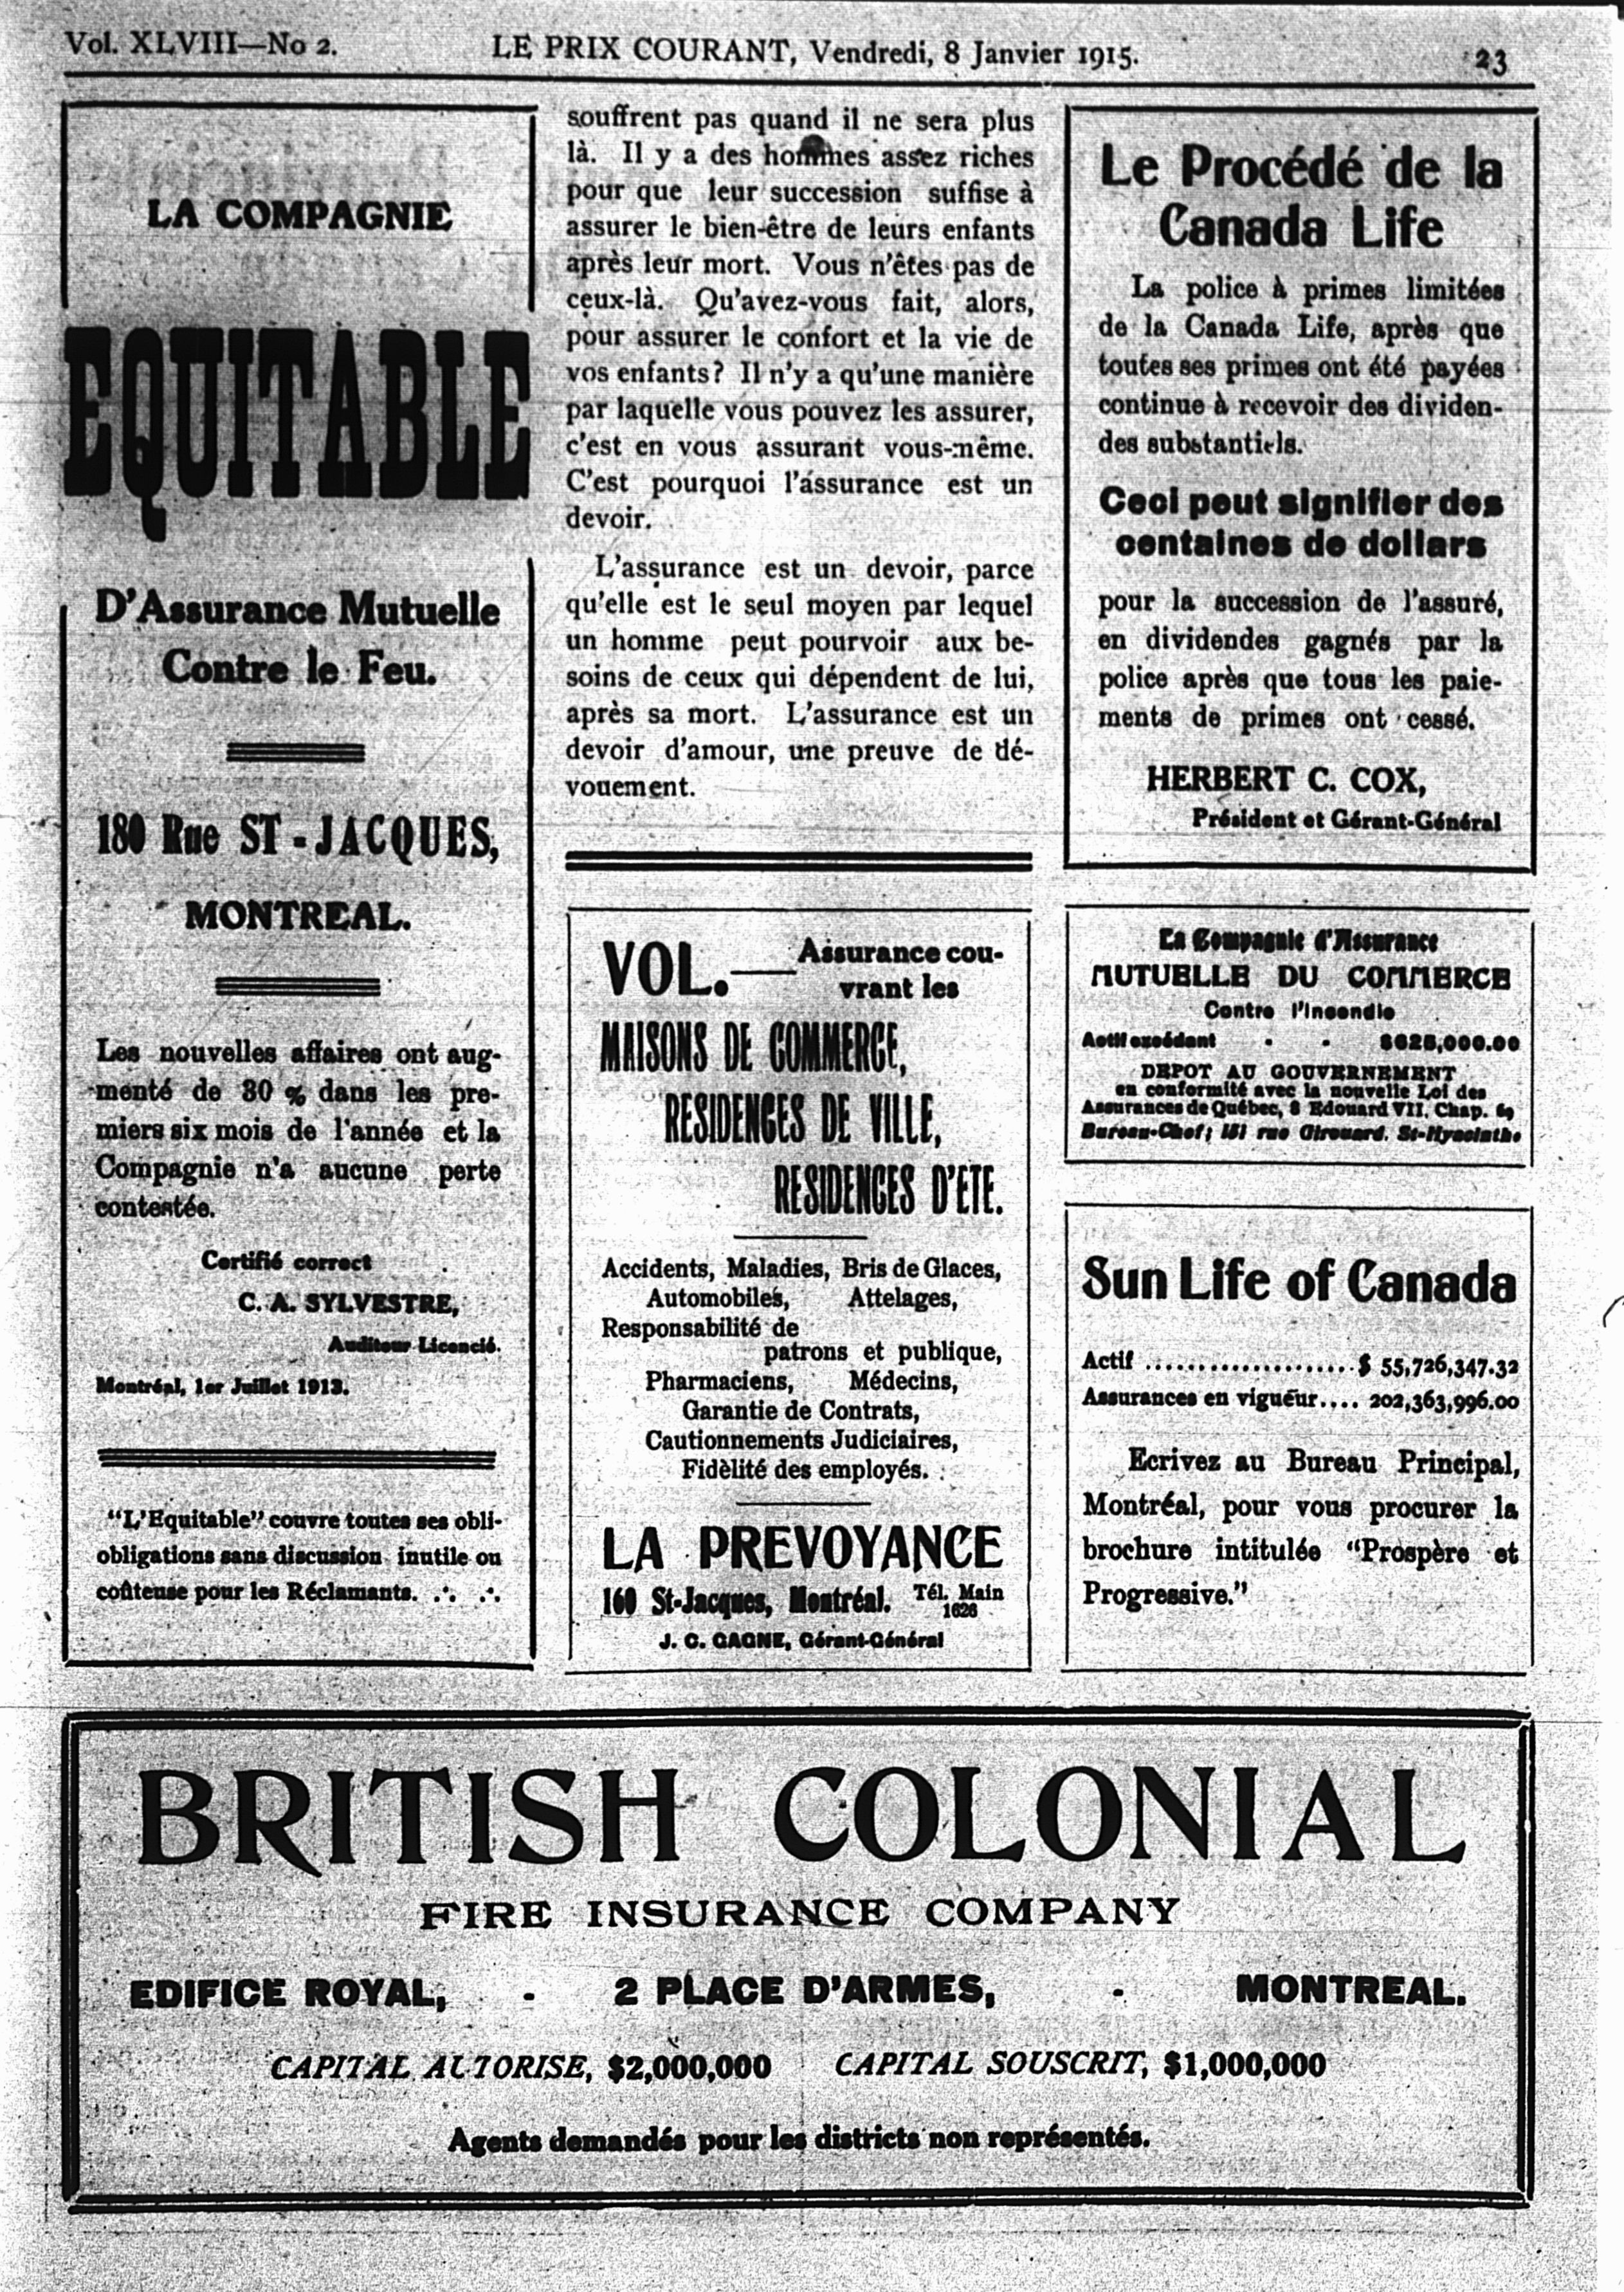 Vol. XLVIII—No 2.
LE PRIX COURANT, Vendredi, 8 Janvier 1915.
23
LA COMPAGNIE
EQUITABLE
D'Assurance Mutuelle
Contre le Feu.
180 Rue ST-JACQUES,
MONTREAL.
Les nouvelles affaires ont aug-
menté de 30 % dans les pre-
miers six mois de l'année et la
Compagnie n'a aucune perte
contestée.
Certifié correct
C. A. SYLVESTRE,
Auditeur Licencié.
Montréal, 1er Juillet 1913.
"L'Equitable" couvre toutes ses obli-
obligations sans discussion inutile ou
coûteuse pour les Réclamants. ∴ ∴
souffrent pas quand il ne sera plus
là. Il y a des hommes assez riches
pour que leur succession suffise à
assurer le bien-être de leurs enfants
après leur mort. Vous n'êtes pas de
ceux-là. Qu'avez-vous fait, alors,
pour assurer le confort et la vie de
vos enfants? Il n'y a qu'une manière
par laquelle vous pouvez les assurer,
c'est en vous assurant vous-même.
C'est pourquoi l'assurance est un
devoir.
L'assurance est un devoir, parce
qu'elle est le seul moyen par lequel
un homme peut pourvoir aux be-
soins de ceux qui dépendent de lui,
après sa mort. L'assurance est un
devoir d'amour, une preuve de dé-
vouement.
VOL.—Assurance cou-
vrant les
MAISONS DE COMMERCE,
RESIDENCES DE VILLE,
RESIDENCES D'ETE.
Accidents, Maladies, Bris de Glaces,
Automobiles, Attelages,
Responsabilité de
patrons et publique,
Pharmaciens, Médecins,
Garantie de Contrats,
Cautionnements Judiciaires,
Fidèlité des employés.
LA PREVOYANCE
160 St-Jacques, Montréal. Tél. Main
1626
J. C. GAGNE, Gérant-Général
Le Procédé de la
Canada Life
La police à primes limitées
de la Canada Life, après que
toutes ses primes ont été payées
continue à recevoir des dividen-
des substantiels.
Ceci peut signifier des
centaines de dollars
pour la succession de l'assuré,
en dividendes gagnés par la
police après que tous les paie-
ments de primes ont cessé.
HERBERT C. COX,
Président et Gérant-Général
La Compagnie d'Assurance
MUTUELLE DU COMMERCE
Contre l'Incendie
Actif excédant - - $625,000.00
DEPOT AU GOUVERNEMENT
en conformité avec la nouvelle Loi des
Assurances de Québec, 8 Edouard VII, Chap. 69
Bureau-Chef; 151 rue Girouard. St-Hyacinthe
Sun Life of Canada
Actif .................... $ 55,726,347.32
Assurances en vigueur.... 202,363,996.00
Ecrivez au Bureau Principal,
Montréal, pour vous procurer la
brochure intitulée "Prospère et
Progressive."
BRITISH COLONIAL
FIRE INSURANCE COMPANY
EDIFICE ROYAL, - 2 PLACE D'ARMES, - MONTREAL.
CAPITAL AUTORISE, $2,000,000 CAPITAL SOUSCRIT, $1,000,000
Agents demandés pour les districts non représentés.